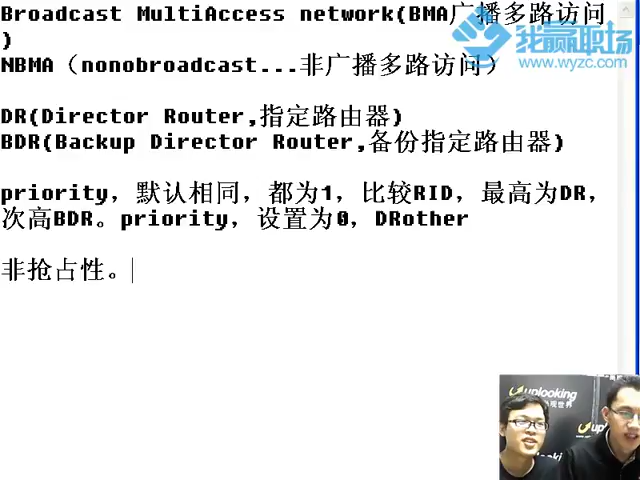 Broadcast MultiAccess network(BMA广播多路访问
)
NBMA（nonobroadcast...非广播多路访问）
我赢职场
www.wyzc.com
DR(Director Router,指定路由器)
BDR(Backup Director Router,备份指定路由器)
priority，默认相同，都为1，比较RID，最高为DR，
次高BDR。priority，设置为0，DRother
非抢占性。
uplooking